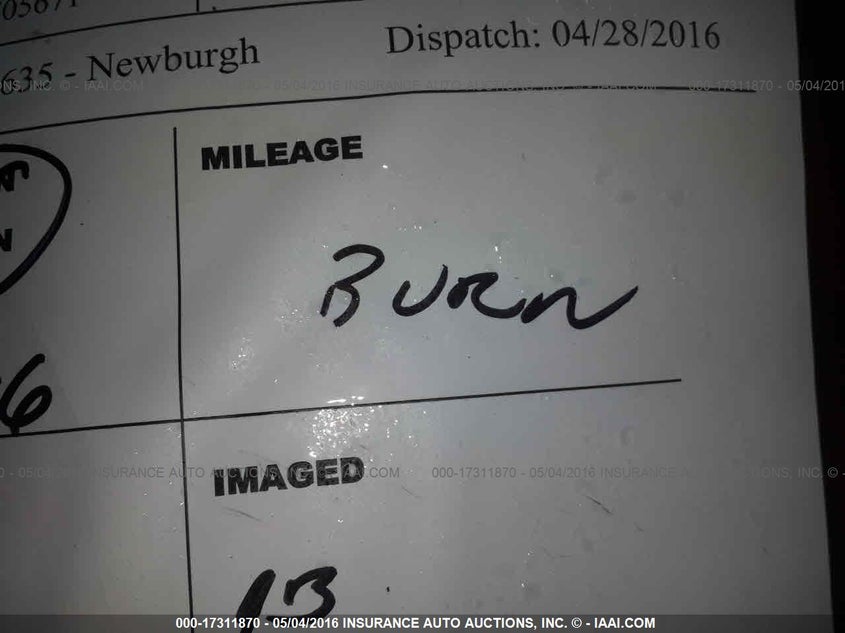 Dispatch: 04/28/2016
635 - Newburgh
MILEAGE
BURN
IMAGED
000-17311870 - 05/04/2016 INSURANCE AUTO AUCTIONS, INC. © - IAAI.COM